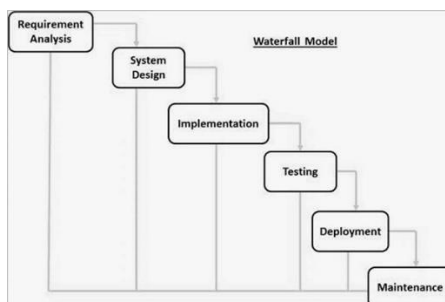 Requirement
Analysis
Waterfall Model
System
Design
Implementation
Testing
Deployment
Maintenance